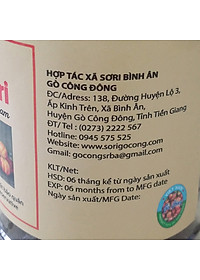 HỢP TÁC XÃ SƠRI BÌNH ÂN
GÒ CÔNG ĐÔNG
ĐC/Adress: 138, Đường Huyện Lộ 3,
Ấp Kinh Trên, Xã Bình Ân,
Huyện Gò Công Đông, Tỉnh Tiền Giang
ĐT/ Tel : (0273) 2222 567
Hotline: 0945 575 525
Website: www.sorigocong.com
Gmail: gocongsrba@gmail.com
KLT/Net:
HSD: 06 tháng kể từ ngày sản xuất
EXP: 06 months from to MFG date
Ngày sản xuất/MFG Date:
ri